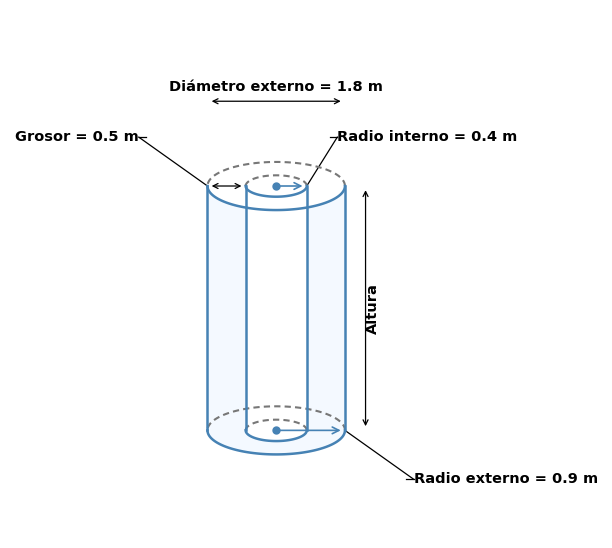 Diámetro externo = 1.8 m
Grosor = 0.5 m
Radio interno = 0.4 m
Altura
Radio externo = 0.9 m